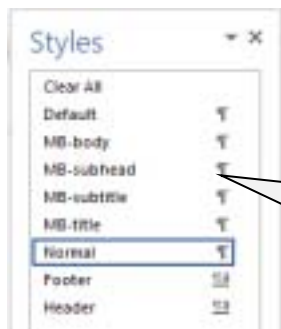 Styles
Clear All
Default ¶
MB-body ¶
MB-subhead ¶
MB-subtitle ¶
MB-title ¶
Normal ¶
Footer ¶a
Header ¶a